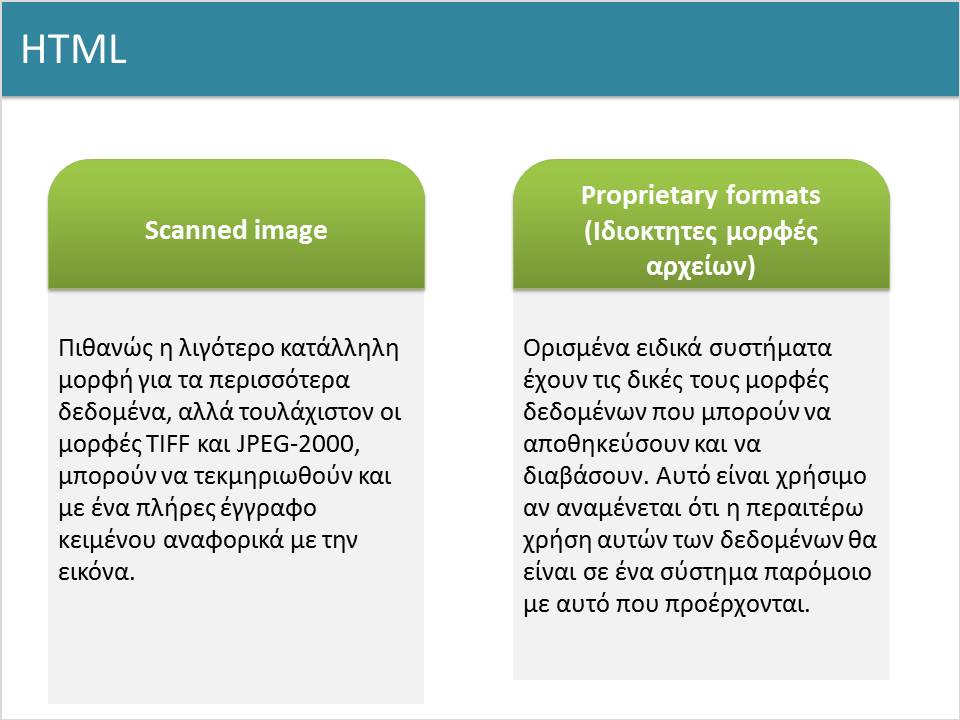 HTML
Scanned image
Πιθανώς η λιγότερο κατάλληλη
μορφή για τα περισσότερα
δεδομένα, αλλά τουλάχιστον οι
μορφές TIFF και JPEG-2000,
μπορούν να τεκμηριωθούν και
με ένα πλήρες έγγραφο
κειμένου αναφορικά με την
εικόνα.
Proprietary formats
(Ιδιοκτητες μορφές
αρχείων)
Ορισμένα ειδικά συστήματα
έχουν τις δικές τους μορφές
δεδομένων που μπορούν να
αποθηκεύσουν και να
διαβάσουν. Αυτό είναι χρήσιμο
αν αναμένεται ότι η περαιτέρω
χρήση αυτών των δεδομένων θα
είναι σε ένα σύστημα παρόμοιο
με αυτό που προέρχονται.